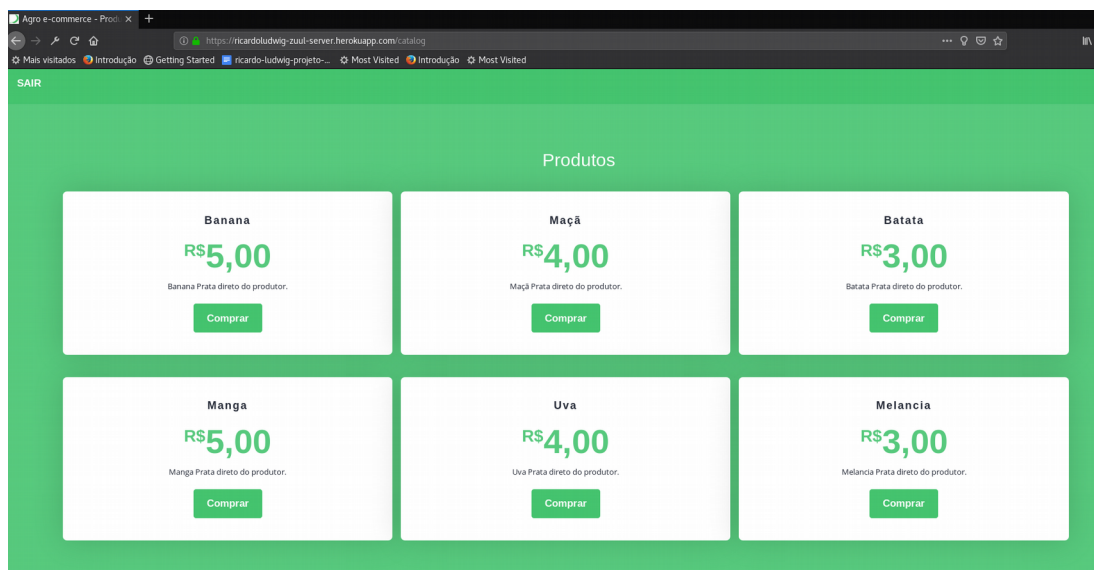 Agro e-commerce - Produ
https://ricardoludwig-zuul-server.herokuapp.com/catalog
Mais visitados Introdução Getting Started ricardo-ludwig-projeto-... Most Visited Introdução Most Visited
SAIR
Produtos
Banana
R$5,00
Banana Prata direto do produtor.
Comprar
Maçã
R$4,00
Maçã Prata direto do produtor.
Comprar
Batata
R$3,00
Batata Prata direto do produtor.
Comprar
Manga
R$5,00
Manga Prata direto do produtor.
Comprar
Uva
R$4,00
Uva Prata direto do produtor.
Comprar
Melancia
R$3,00
Melancia Prata direto do produtor.
Comprar